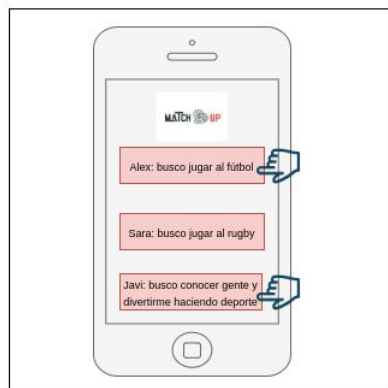 MATCH UP
Alex: busco jugar al fútbol
Sara: busco jugar al rugby
Javi: busco conocer gente y
divertirme haciendo deporte